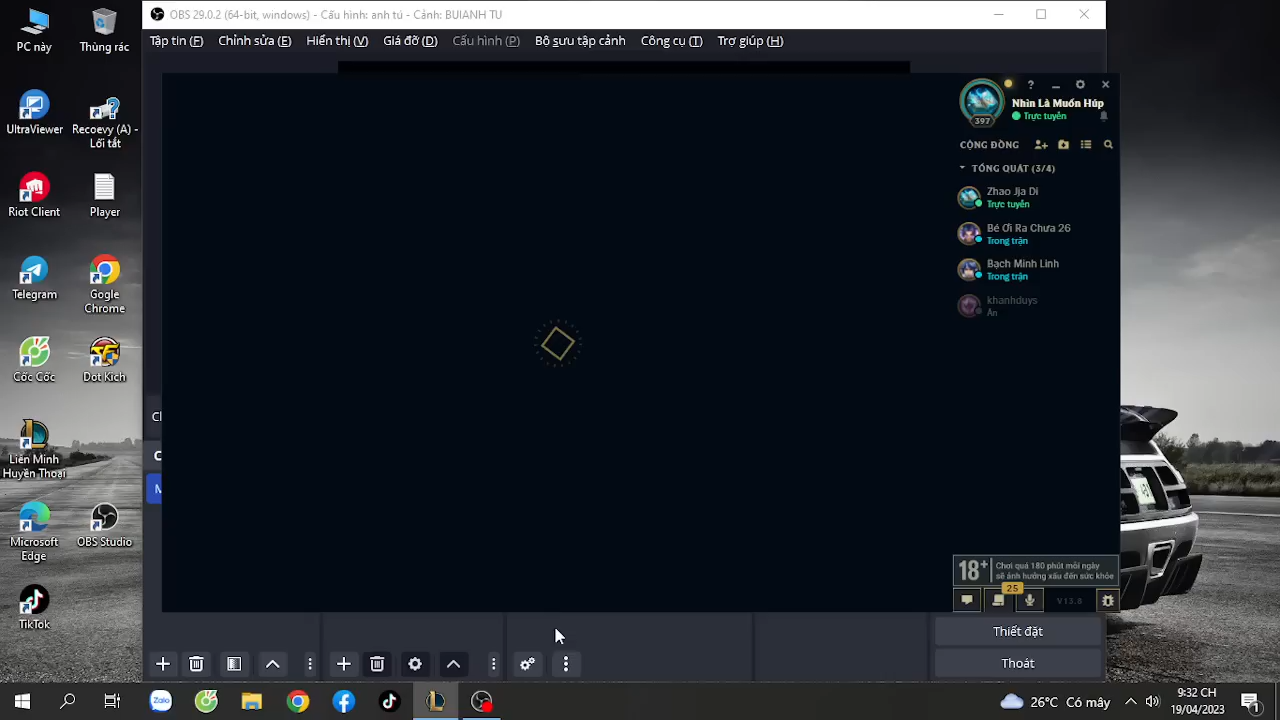 PC này
Thùng rác
UltraViewer
Recoevy (A) -
Lối tắt
Riot Client
Player
Telegram
Gogle
Chrome
Cốc Cốc
Dot Kich
Liên Minh
Huyền Thoại
Microsoft
Edge
OBS Studio
TikTok
OBS 29.0.2 (64-bit, windows) - Cấu hình: anh tú - Cảnh: BUIANH TU
Tập tin (F) Chỉnh sửa (E) Hiển thị (V) Giá đỡ (D) Cấu hình (P) Bộ sưu tập cảnh Công cụ (T) Trợ giúp (H)
397
Nhìn Là Muốn Húp
Trực tuyến
CỘNG ĐỒNG
TỔNG QUÁT (3/4)
Zhao Jja Di
Trực tuyến
Bé Ơi Ra Chưa 26
Trong trận
Bạch Minh Linh
Trong trận
khanhduys
Ẩn
18+
Chơi quá 180 phút mỗi ngày
sẽ ảnh hưởng xấu đến sức khỏe
25
V13.8
Thiết đặt
Thoát
Zalo
26°C Có mây
9:32 CH
19/04/2023
1